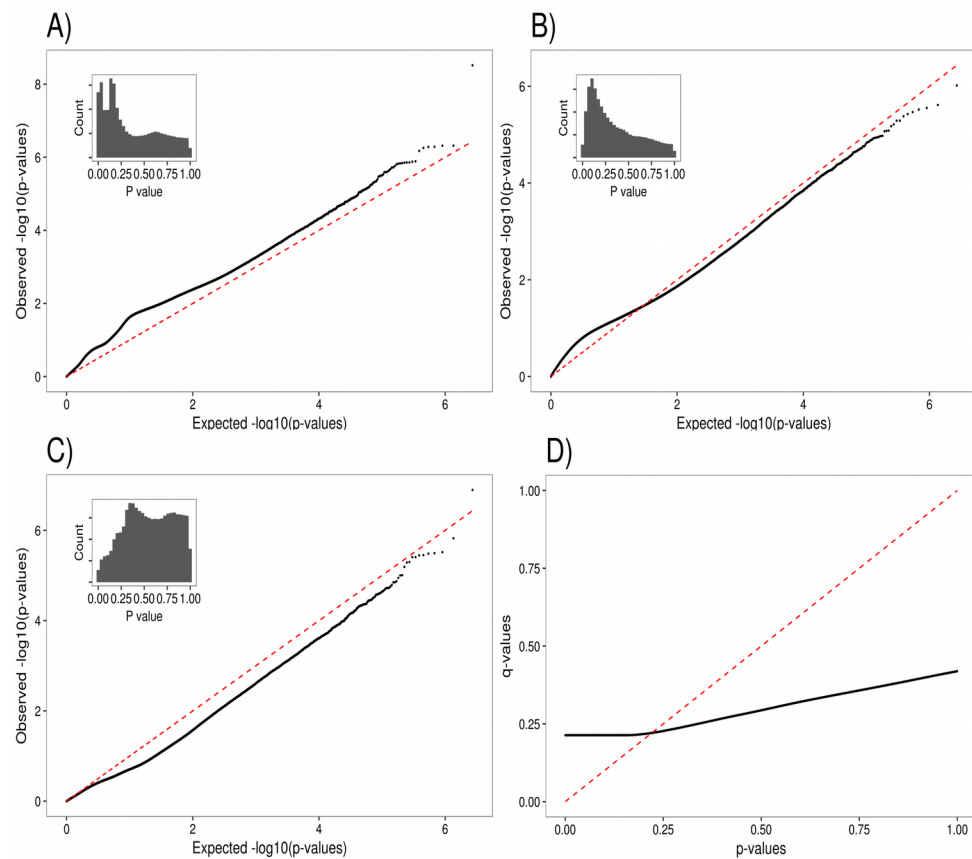 A)
8
6
4
2
0
Observed -log10(p-values)
Count
0.00 0.25 0.50 0.75 1.00
P value
0 2 4 6
Expected -log10(p-values)
B)
6
4
2
0
Observed -log10(p-values)
Count
0.00 0.25 0.50 0.75 1.00
P value
0 2 4 6
Expected -log10(p-values)
C)
6
4
2
0
Observed -log10(p-values)
Count
0.00 0.25 0.50 0.75 1.00
P value
0 2 4 6
Expected -log10(p-values)
D)
1.00
0.75
0.50
0.25
0.00
q-values
0.00 0.25 0.50 0.75 1.00
p-values